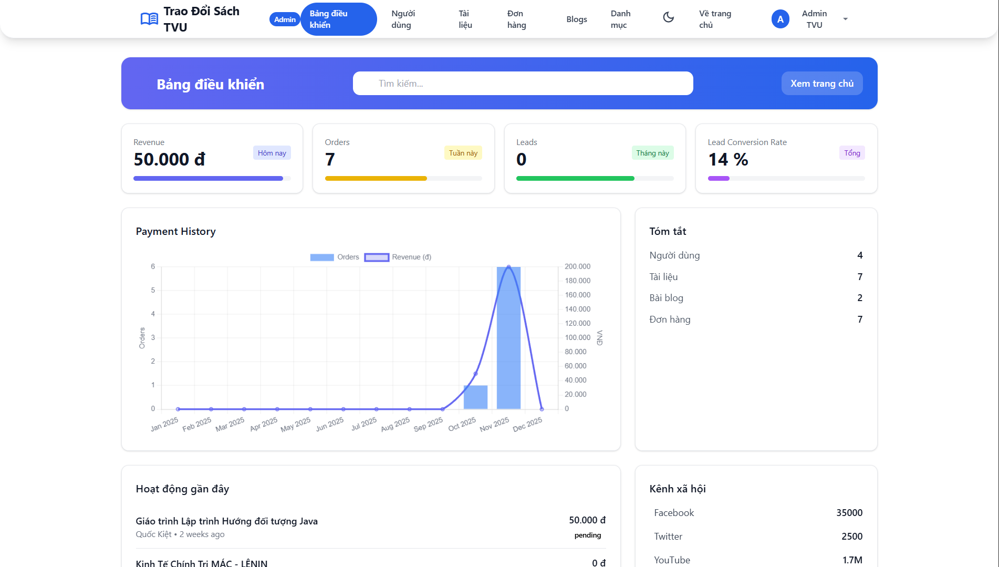 Trao Đổi Sách
TVU
Admin
Bảng điều
khiển
Người
dùng
Tài
liệu
Đơn
hàng
Blogs
Danh
mục
Về trang
chủ
A
Admin
TVU
Bảng điều khiển
Tìm kiếm...
Xem trang chủ
Revenue
50.000 đ
Hôm nay
Orders
7
Tuần này
Leads
0
Tháng này
Lead Conversion Rate
14 %
Tổng
Payment History
Orders
Revenue (đ)
6
5
4
3
2
1
0
Orders
200.000
180.000
160.000
140.000
120.000
100.000
80.000
60.000
40.000
20.000
0
VNĐ
Jan 2025
Feb 2025
Mar 2025
Apr 2025
May 2025
Jun 2025
Jul 2025
Aug 2025
Sep 2025
Oct 2025
Nov 2025
Dec 2025
Tóm tắt
Người dùng 4
Tài liệu 7
Bài blog 2
Đơn hàng 7
Hoạt động gần đây
Giáo trình Lập trình Hướng đối tượng Java
50.000 đ
Quốc Kiệt • 2 weeks ago
pending
Kinh Tế Chính Trị MÁC - LÊNIN
0 đ
Kênh xã hội
Facebook 35000
Twitter 2500
YouTube 1.7M